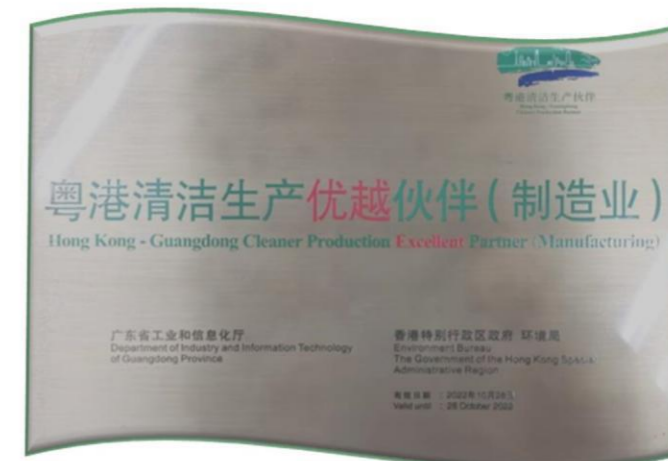 粤港清洁生产伙伴
粤港清洁生产优越伙伴(制造业)
Hong Kong - Guangdong Cleaner Production Excellent Partner (Manufacturing)
广东省工业和信息化厅
Department of Industry and Information Technology
of Guangdong Province
香港特别行政区政府 环境局
Environment Bureau
The Government of the Hong Kong Special
Administrative Region
有效日期 : 2022年10月28日
Valid until : 28 October 2022